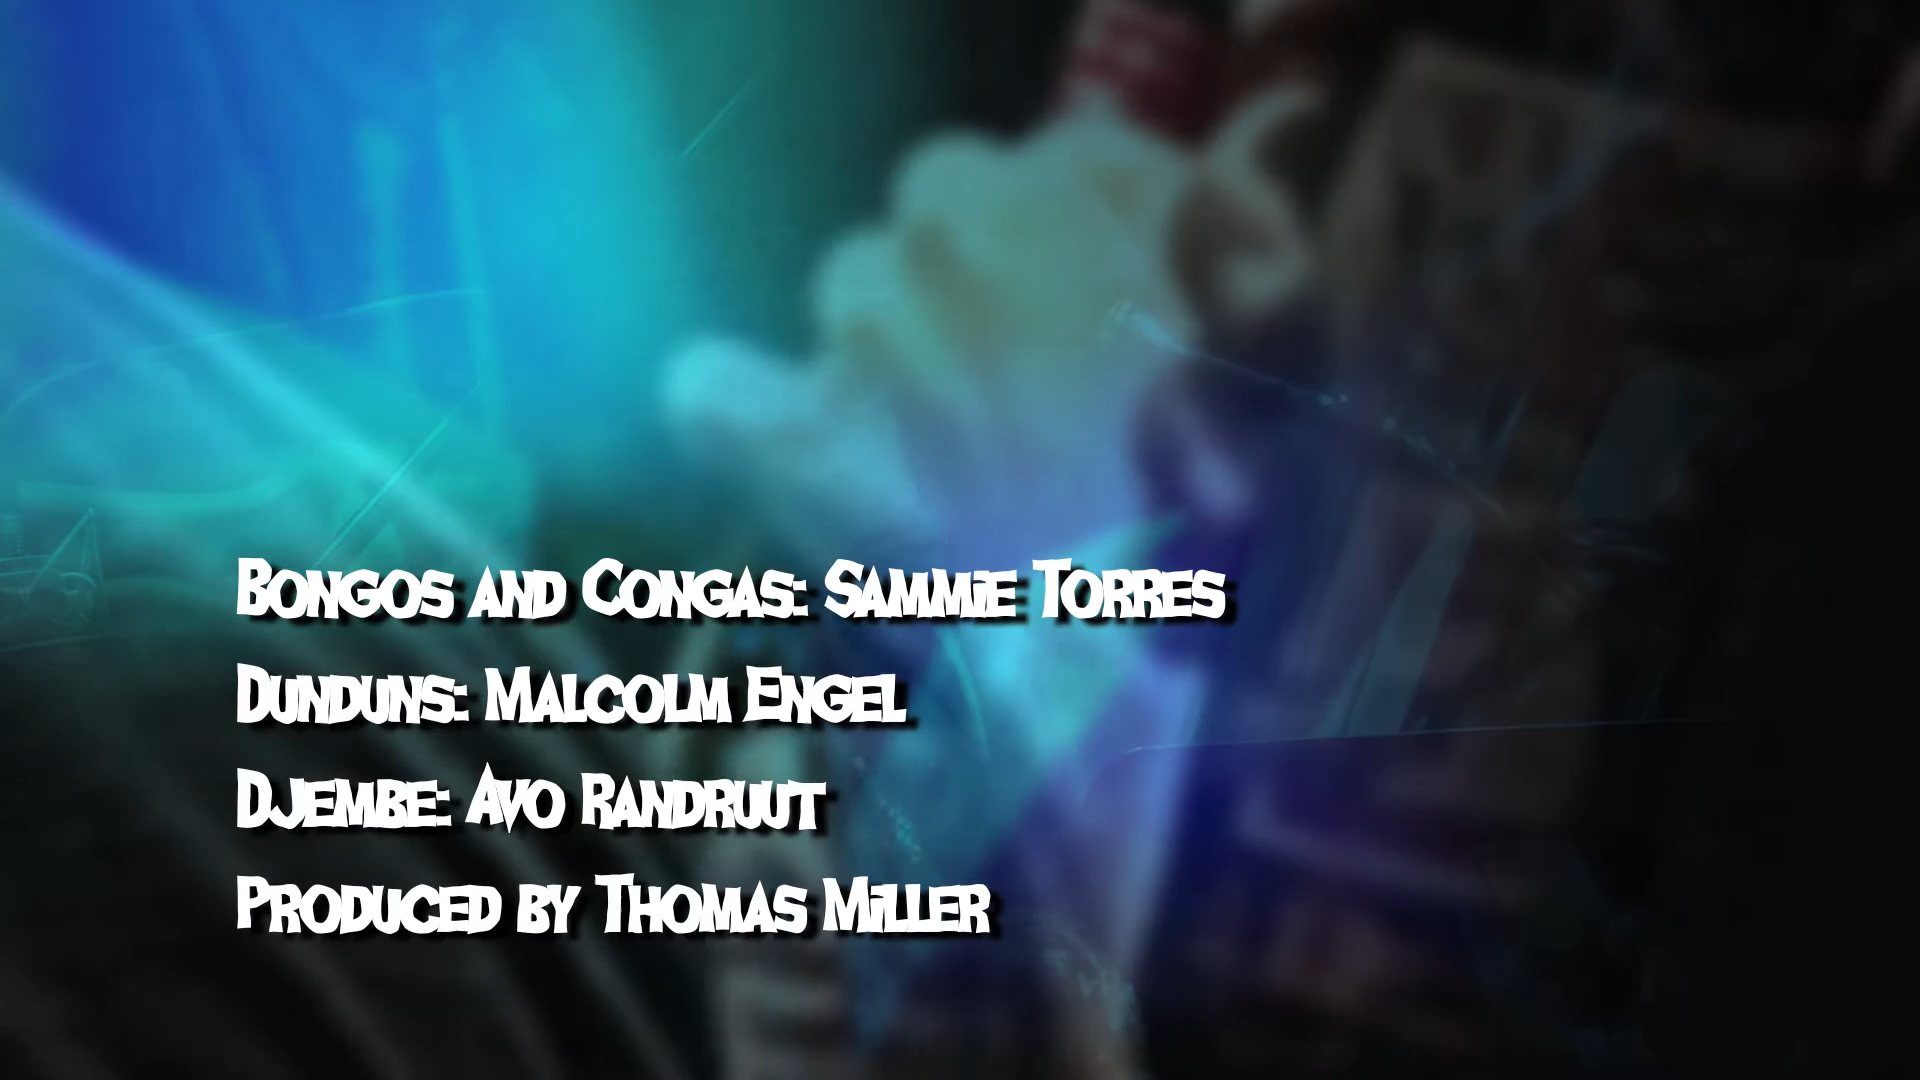 Bongos and Congas: Sammie Torres
Dunduns: Malcolm Engel
Djembe: Avo Randruut
Produced by Thomas Miller